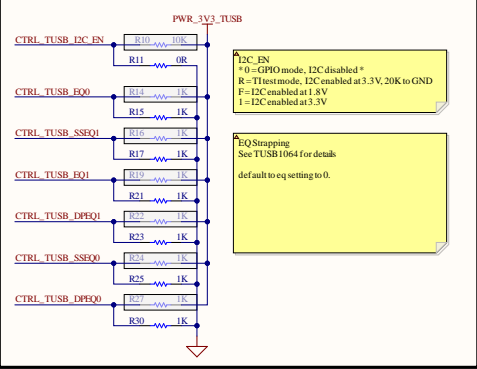 PWR_3V3_TUSB
CTRL_TUSB_I2C_EN R10 10K
R11 0R
CTRL_TUSB_EQ0 R14 1K
R15 1K
CTRL_TUSB_SSEQ1 R16 1K
R17 1K
CTRL_TUSB_EQ1 R19 1K
R21 1K
CTRL_TUSB_DPEQ1 R22 1K
R23 1K
CTRL_TUSB_SSEQ0 R24 1K
R25 1K
CTRL_TUSB_DPEQ0 R27 1K
R30 1K
I2C_EN
* 0 = GPIO mode, I2C disabled *
R = TI test mode, I2C enabled at 3.3V, 20K to GND
F = I2C enabled at 1.8V
1 = I2C enabled at 3.3V
EQ Strapping
See TUSB1064 for details
default to eq setting to 0.